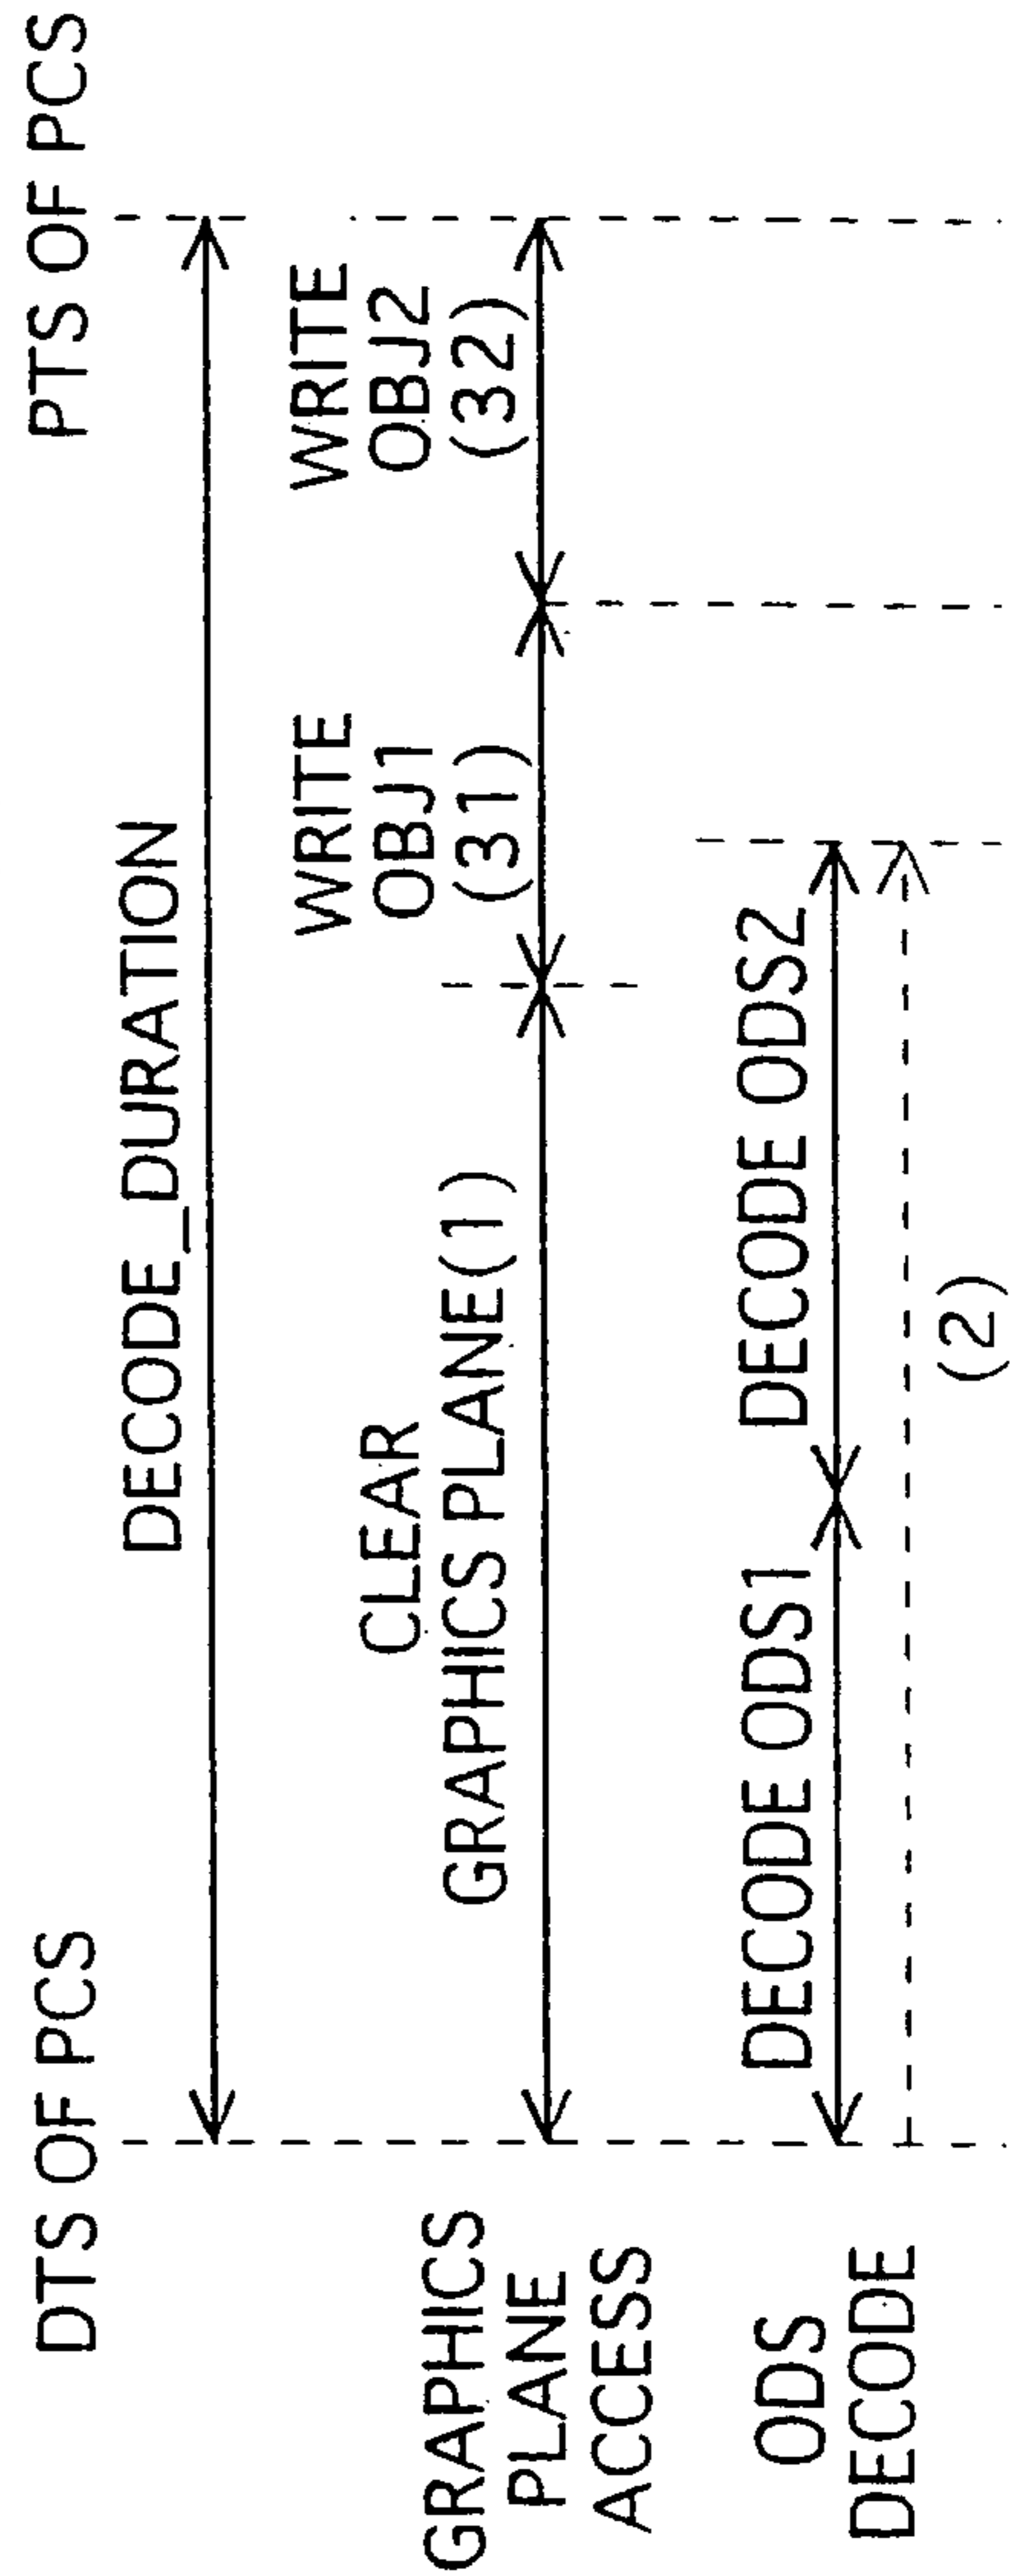 DTS OF PCS
PTS OF PCS
DECODE_DURATION
GRAPHICS
PLANE
ACCESS
CLEAR
GRAPHICS PLANE(1)
WRITE
OBJ1
(31)
WRITE
OBJ2
(32)
ODS
DECODE
DECODE ODS1
DECODE ODS2
(2)